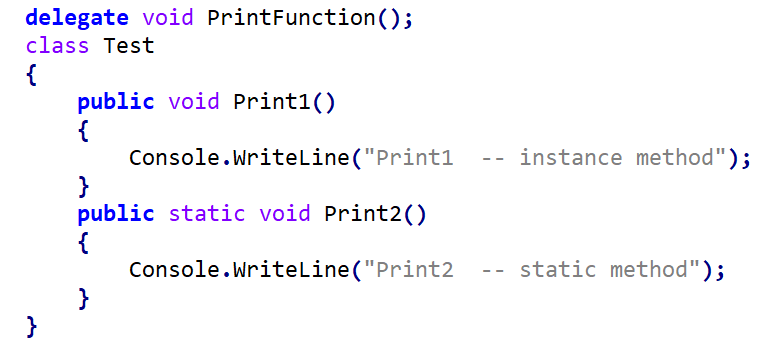 delegate void PrintFunction();
class Test
{
    public void Print1()
    {
        Console.WriteLine("Print1  -- instance method");
    }
    public static void Print2()
    {
        Console.WriteLine("Print2  -- static method");
    }
}